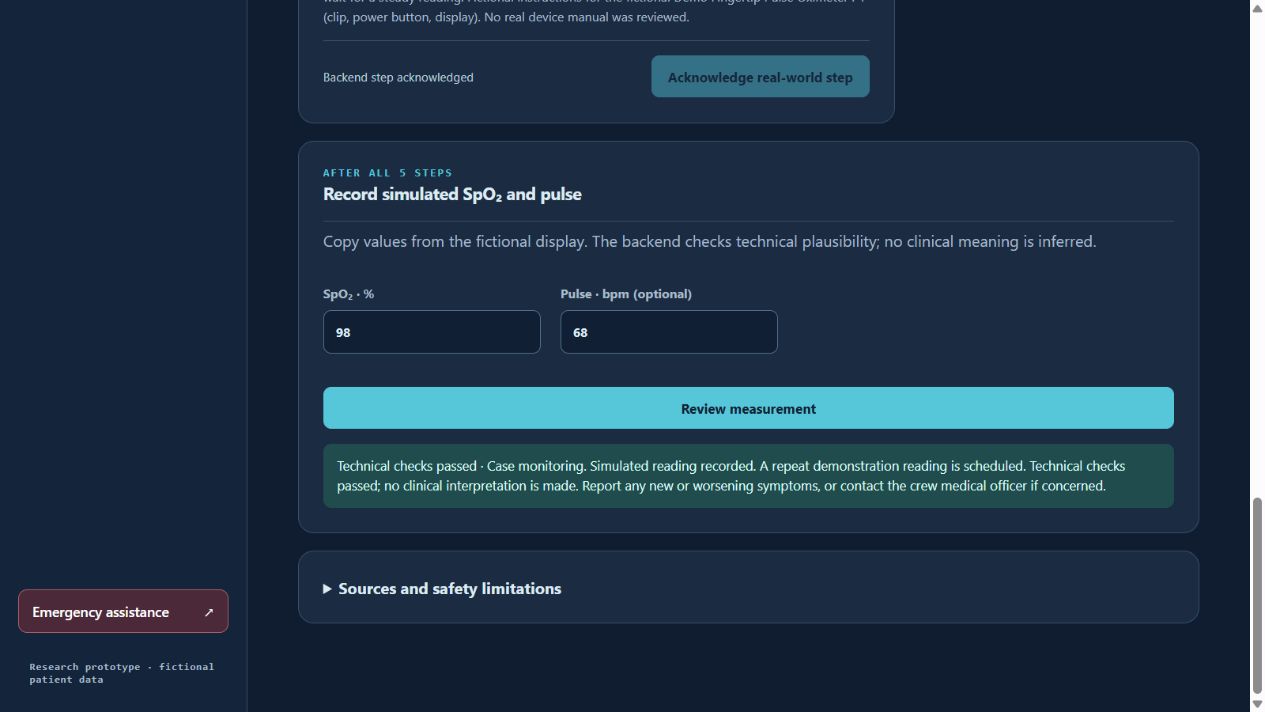 (clip, power button, display). No real device manual was reviewed.
Backend step acknowledged
Acknowledge real-world step
AFTER ALL 5 STEPS
Record simulated SpO₂ and pulse
Copy values from the fictional display. The backend checks technical plausibility; no clinical meaning is inferred.
SpO₂ · %
Pulse · bpm (optional)
98
68
Review measurement
Technical checks passed · Case monitoring. Simulated reading recorded. A repeat demonstration reading is scheduled. Technical checks
passed; no clinical interpretation is made. Report any new or worsening symptoms, or contact the crew medical officer if concerned.
Sources and safety limitations
Emergency assistance ↗
Research prototype · fictional
patient data